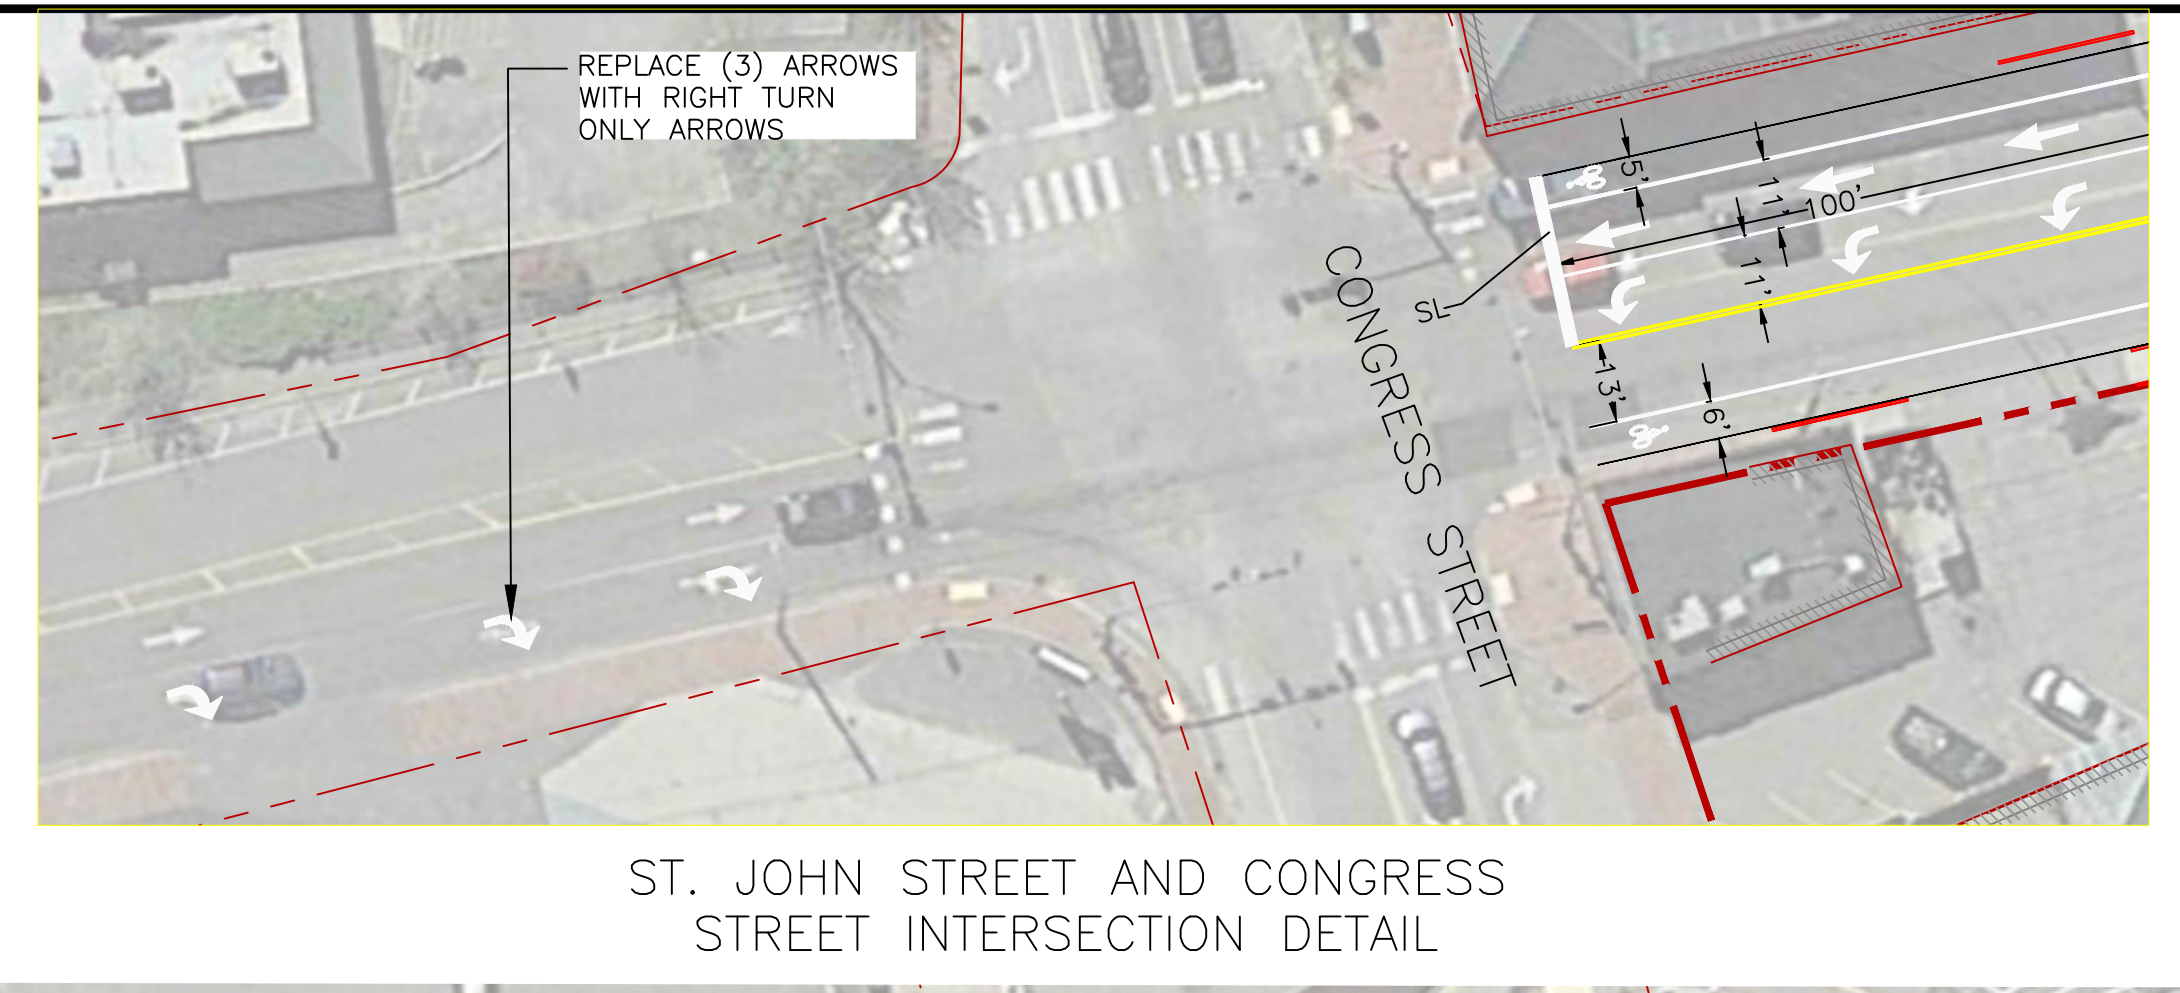 REPLACE (3) ARROWS
WITH RIGHT TURN
ONLY ARROWS
5'
11'
100'
11'
SL
13'
6'
CONGRESS STREET
ST. JOHN STREET AND CONGRESS
STREET INTERSECTION DETAIL